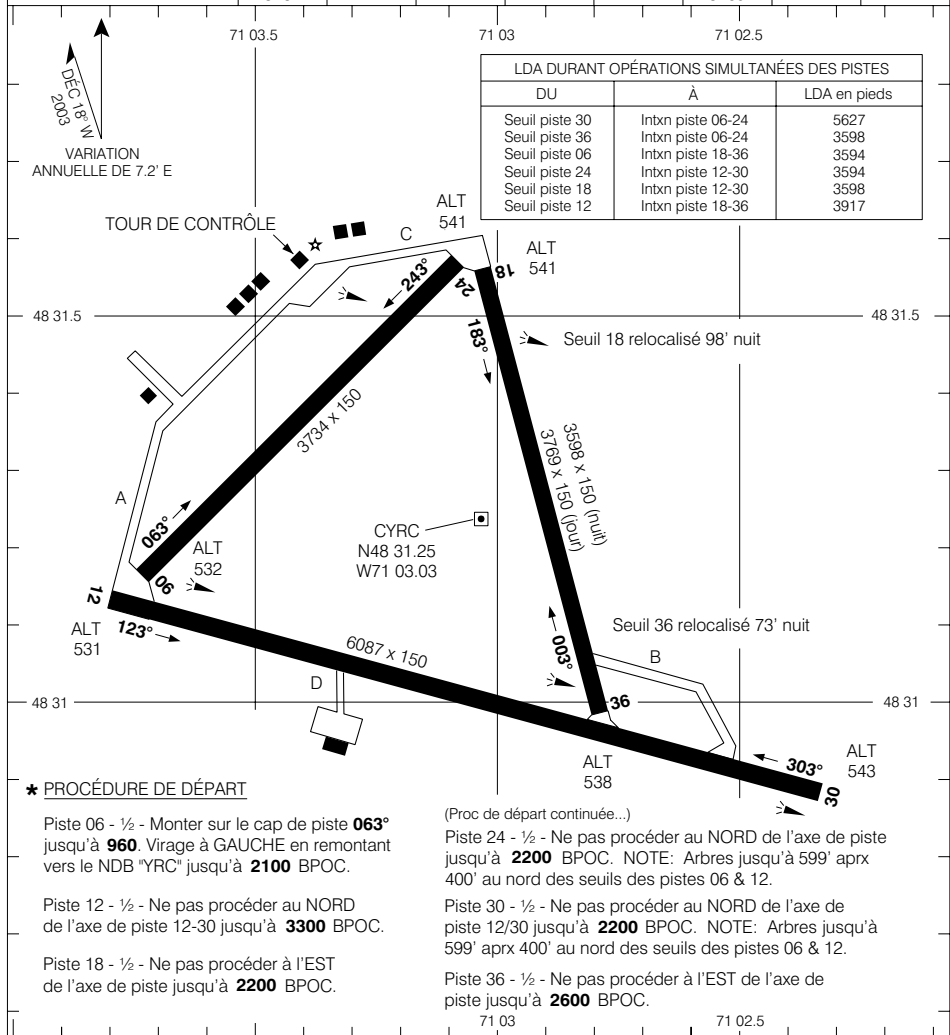 71 03.5
71 03
71 02.5
DÉC 18° W
2003
VARIATION
ANNUELLE DE 7.2' E
LDA DURANT OPÉRATIONS SIMULTANÉES DES PISTES
DU À LDA en pieds
Seuil piste 30 Intxn piste 06-24 5627
Seuil piste 36 Intxn piste 06-24 3598
Seuil piste 06 Intxn piste 18-36 3594
Seuil piste 24 Intxn piste 12-30 3594
Seuil piste 18 Intxn piste 12-30 3598
Seuil piste 12 Intxn piste 18-36 3917
TOUR DE CONTRÔLE
C
ALT
541
ALT
541
243°
24
18
183°
48 31.5
48 31.5
Seuil 18 relocalisé 98' nuit
3734 x 150
3598 x 150 (nuit)
3769 x 150 (jour)
A
063°
ALT
532
06
CYRC
N48 31.25
W71 03.03
12
ALT
531
123°
6087 x 150
Seuil 36 relocalisé 73' nuit
003°
B
36
D
48 31
48 31
ALT
538
303°
ALT
543
30
* PROCÉDURE DE DÉPART
Piste 06 - ½ - Monter sur le cap de piste 063°
jusqu'à 960. Virage à GAUCHE en remontant
vers le NDB "YRC" jusqu'à 2100 BPOC.
Piste 12 - ½ - Ne pas procéder au NORD
de l'axe de piste 12-30 jusqu'à 3300 BPOC.
Piste 18 - ½ - Ne pas procéder à l'EST
de l'axe de piste jusqu'à 2200 BPOC.
(Proc de départ continuée...)
Piste 24 - ½ - Ne pas procéder au NORD de l'axe de piste
jusqu'à 2200 BPOC. NOTE: Arbres jusqu'à 599' aprx
400' au nord des seuils des pistes 06 & 12.
Piste 30 - ½ - Ne pas procéder au NORD de l'axe de
piste 12/30 jusqu'à 2200 BPOC. NOTE: Arbres jusqu'à
599' aprx 400' au nord des seuils des pistes 06 & 12.
Piste 36 - ½ - Ne pas procéder à l'EST de l'axe de
piste jusqu'à 2600 BPOC.
71 03
71 02.5